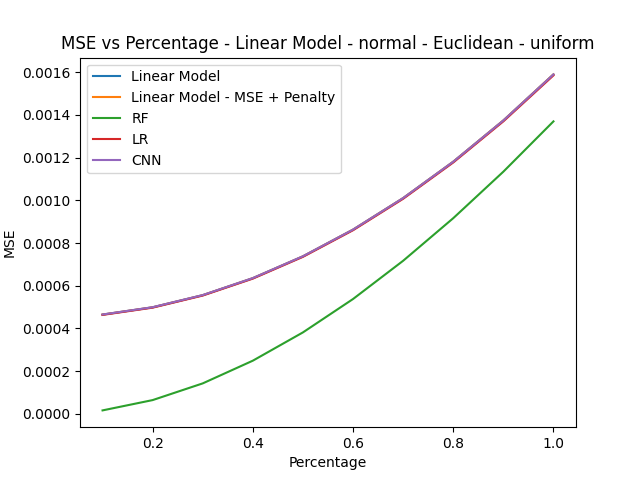 MSE vs Percentage - Linear Model - normal - Euclidean - uniform
0.0016
0.0014
0.0012
0.0010
0.0008
0.0006
0.0004
0.0002
0.0000
MSE
Linear Model
Linear Model - MSE + Penalty
RF
LR
CNN
0.2 0.4 0.6 0.8 1.0
Percentage